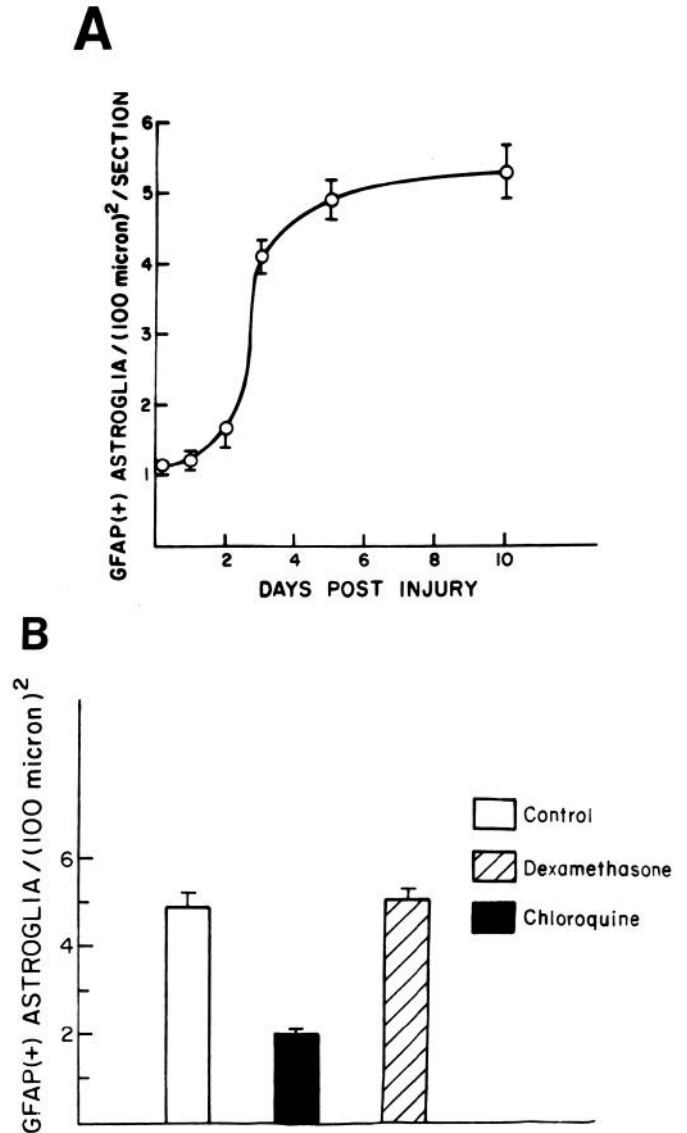 A
GFAP(+) ASTROGLIA/(100 micron)²/SECTION
6
5
4
3
2
1
2 4 6 8 10
DAYS POST INJURY
B
GFAP(+) ASTROGLIA/(100 micron)²
6
4
2
Control
Dexamethasone
Chloroquine